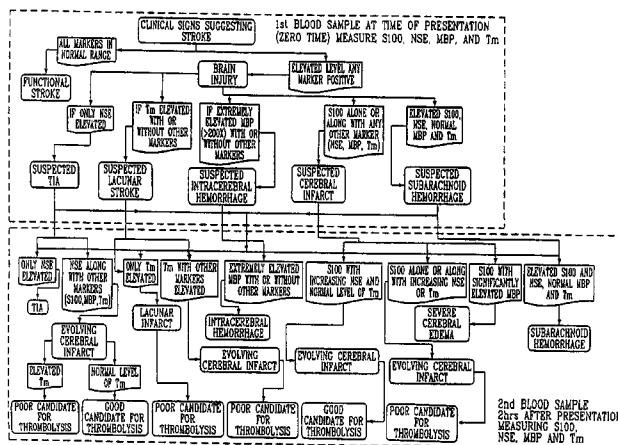 CLINICAL SIGNS SUGGESTING
STROKE
1st BLOOD SAMPLE AT TIME OF PRESENTATION
(ZERO TIME) MEASURE S100, NSE, MBP, AND Tm
ALL MARKERS IN
NORMAL RANGE
FUNCTIONAL
STROKE
BRAIN
INJURY
ELEVATED LEVEL ANY
MARKER POSITIVE
IF ONLY NSE
ELEVATED
IF Tm ELEVATED
WITH OR
WITHOUT OTHER
MARKERS
IF EXTREMELY
ELEVATED MBP
(>200X) WITH OR
WITHOUT OTHER
MARKERS
S100 ALONE OR
ALONG WITH ANY
OTHER MARKER
(NSE, MBP, Tm)
ELEVATED S100,
NSE, NORMAL
MBP AND Tm
SUSPECTED
TIA
SUSPECTED
LACUNAR
STROKE
SUSPECTED
INTRACEREBRAL
HEMORRHAGE
SUSPECTED
CEREBRAL
INFARCT
SUSPECTED
SUBARACHNOID
HEMORRHAGE
ONLY NSE
ELEVATED
NSE ALONG
WITH OTHER
MARKERS
(S100,MBP,Tm)
ONLY Tm
ELEVATED
Tm WITH OTHER
MARKERS
ELEVATED
EXTREMELY ELEVATED
MBP WITH OR WITHOUT
OTHER MARKERS
S100 WITH
INCREASING NSE AND
NORMAL LEVEL OF Tm
S100 ALONE OR ALONG
WITH INCREASING NSE
OR Tm
S100 WITH
SIGNIFICANTLY
ELEVATED MBP
ELEVATED S100 AND
NSE, NORMAL MBP
AND Tm
TIA
LACUNAR
INFARCT
INTRACEREBRAL
HEMORRHAGE
SEVERE
CEREBRAL
EDEMA
SUBARACHNOID
HEMORRHAGE
EVOLVING
CEREBRAL
INFARCT
EVOLVING CEREBRAL
INFARCT
EVOLVING CEREBRAL
INFARCT
EVOLVING CEREBRAL
INFARCT
ELEVATED
Tm
NORMAL LEVEL
OF Tm
POOR CANDIDATE
FOR THROMBOLYSIS
GOOD
CANDIDATE FOR
THROMBOLYSIS
POOR CANDIDATE
FOR THROMBOLYSIS
POOR CANDIDATE
FOR THROMBOLYSIS
GOOD
CANDIDATE FOR
THROMBOLYSIS
POOR
CANDIDATE FOR
THROMBOLYSIS
2nd BLOOD SAMPLE
2hrs AFTER PRESENTATION
MEASURING S100,
NSE, MBP AND Tm